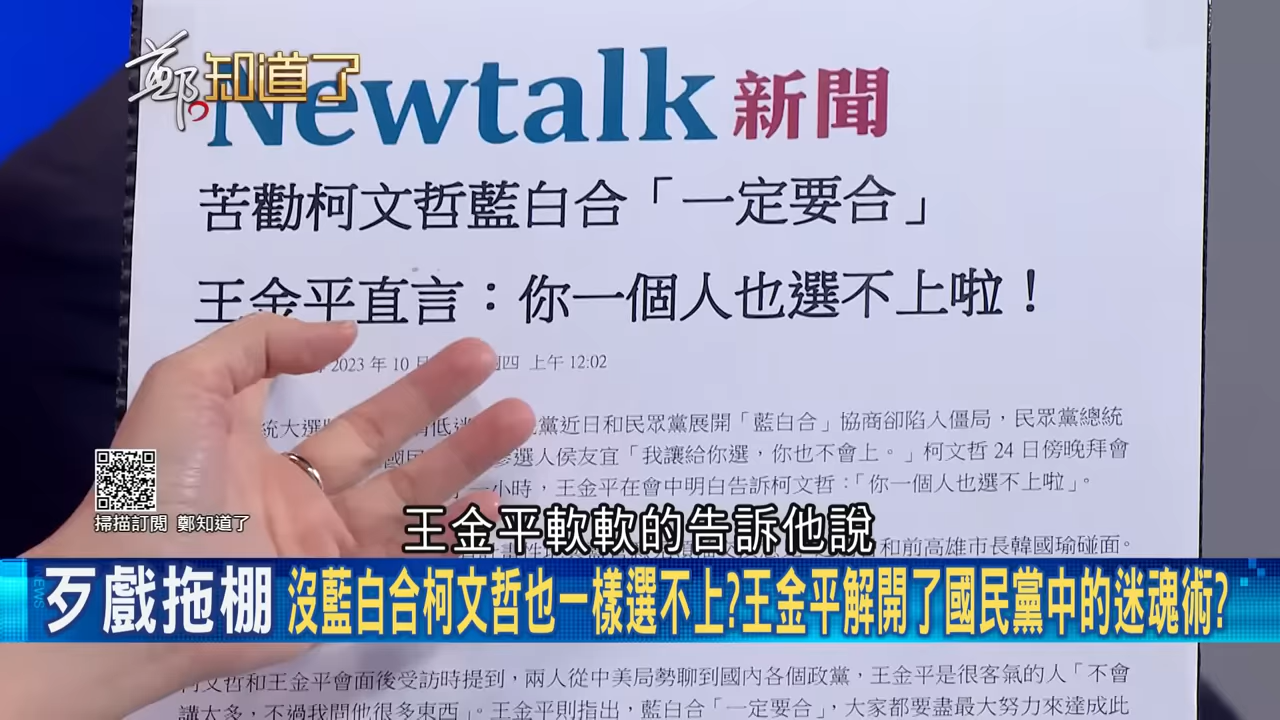 鄭知道了
Newtalk 新聞
苦勸柯文哲藍白合「一定要合」
王金平直言：你一個人也選不上啦！
2023 年 10 月 四 上午 12:02
統大選 黨近日和民眾黨展開「藍白合」協商卻陷入僵局，民眾黨總統
參選人侯友宜「我讓給你選，你也不會上。」柯文哲 24 日傍晚拜會
一小時，王金平在會中明白告訴柯文哲：「你一個人也選不上啦」。
掃描訂閱 鄭知道了
王金平軟軟的告訴他說
和前高雄市長韓國瑜碰面。
歹戲拖棚
沒藍白合柯文哲也一樣選不上?王金平解開了國民黨中的迷魂術?
柯文哲和王金平會面後受訪時提到，兩人從中美局勢聊到國內各個政黨，王金平是很客氣的人「不會
講太多，不過我問他很多東西」。王金平則指出，藍白合「一定要合」，大家都要盡最大努力來達成此